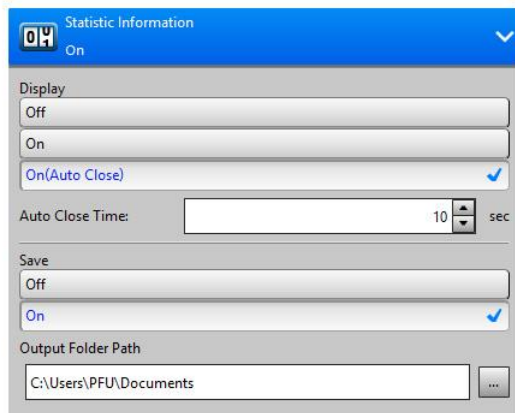 Statistic Information
On
Display
Off
On
On(Auto Close)
Auto Close Time: 10 sec
Save
Off
On
Output Folder Path
C:\Users\PFU\Documents ...